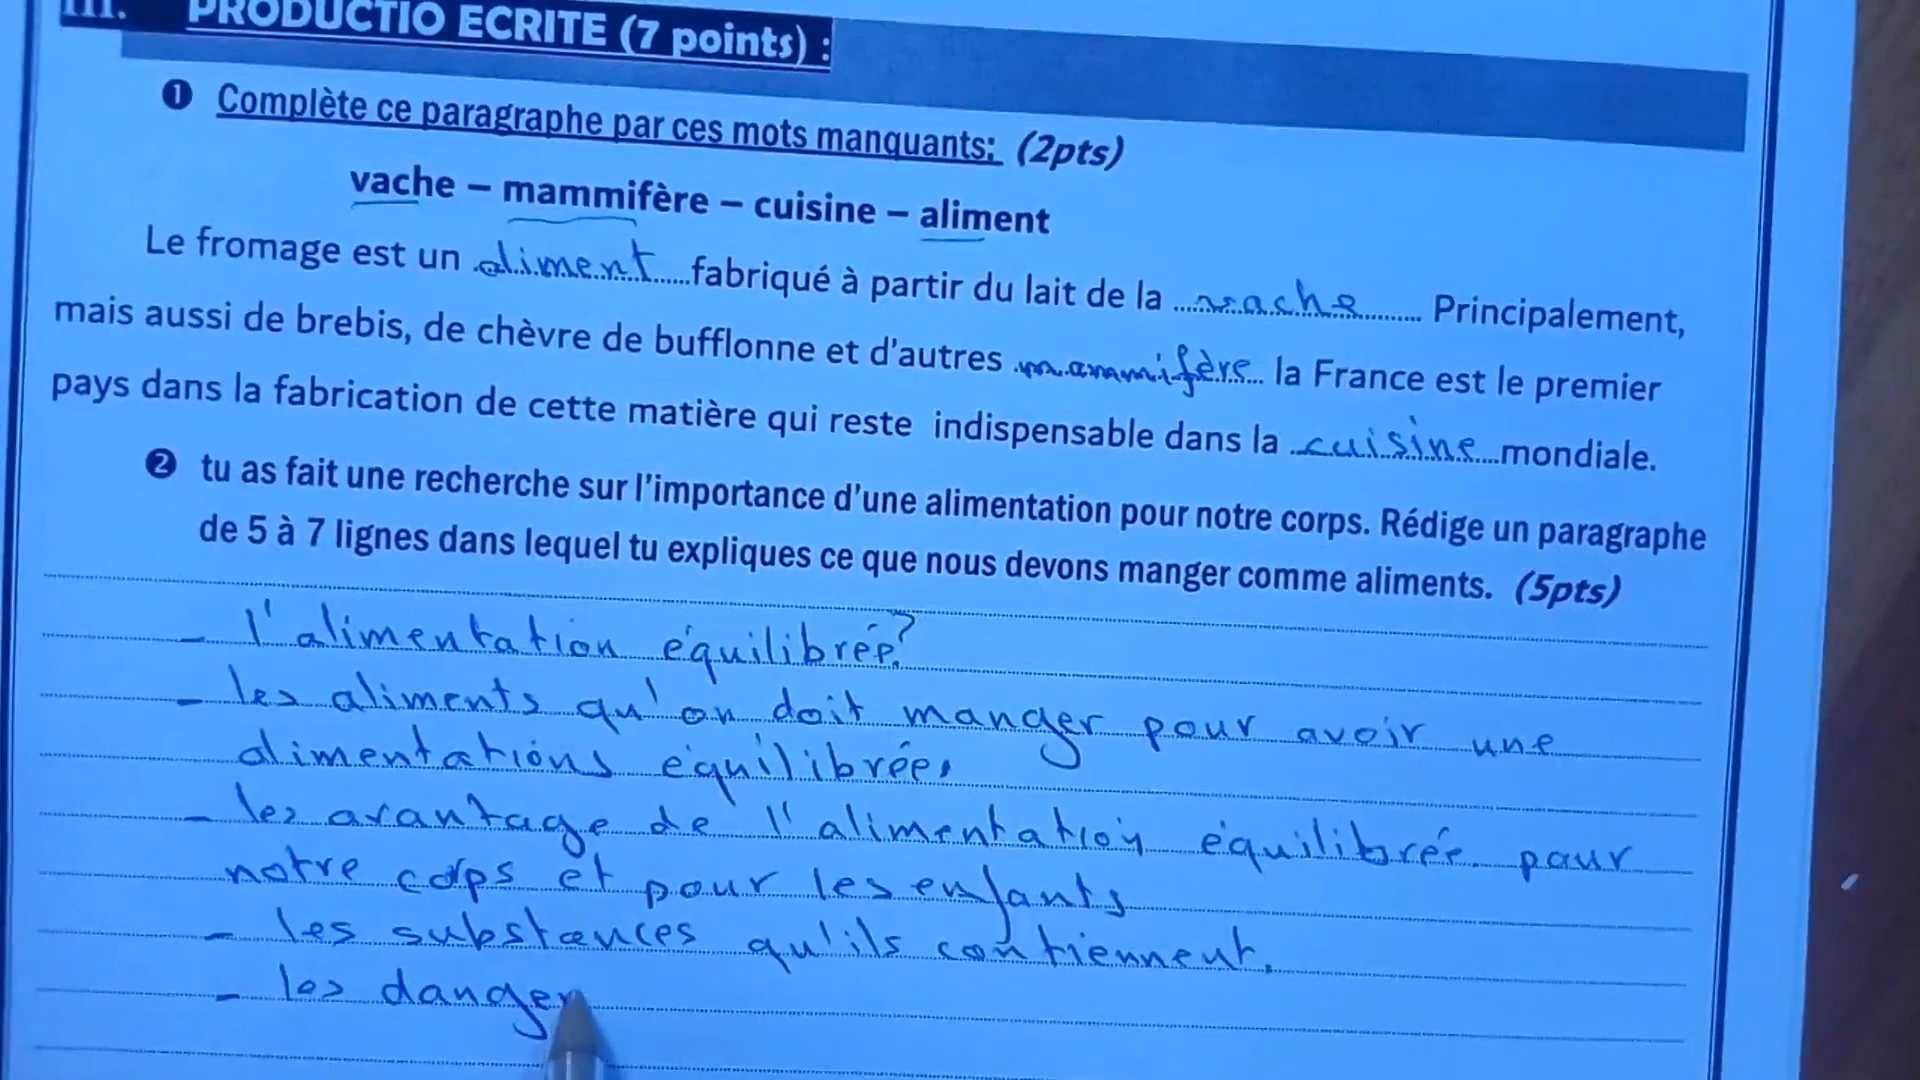 III. PRODUCTIO ECRITE (7 points) :
❶ Complète ce paragraphe par ces mots manquants: (2pts)
vache – mammifère – cuisine – aliment
Le fromage est un aliment fabriqué à partir du lait de la vache Principalement,
mais aussi de brebis, de chèvre de bufflonne et d'autres mammifère la France est le premier
pays dans la fabrication de cette matière qui reste indispensable dans la cuisine mondiale.
❷ tu as fait une recherche sur l'importance d'une alimentation pour notre corps. Rédige un paragraphe
de 5 à 7 lignes dans lequel tu expliques ce que nous devons manger comme aliments. (5pts)
- l'alimentation équilibrée?
- les aliments qu'on doit manger pour avoir une
alimentations équilibrée,
- les avantage de l'alimentation équilibrée pour
notre corps et pour les enfants
- les substances qu'ils contiennent.
- les danger